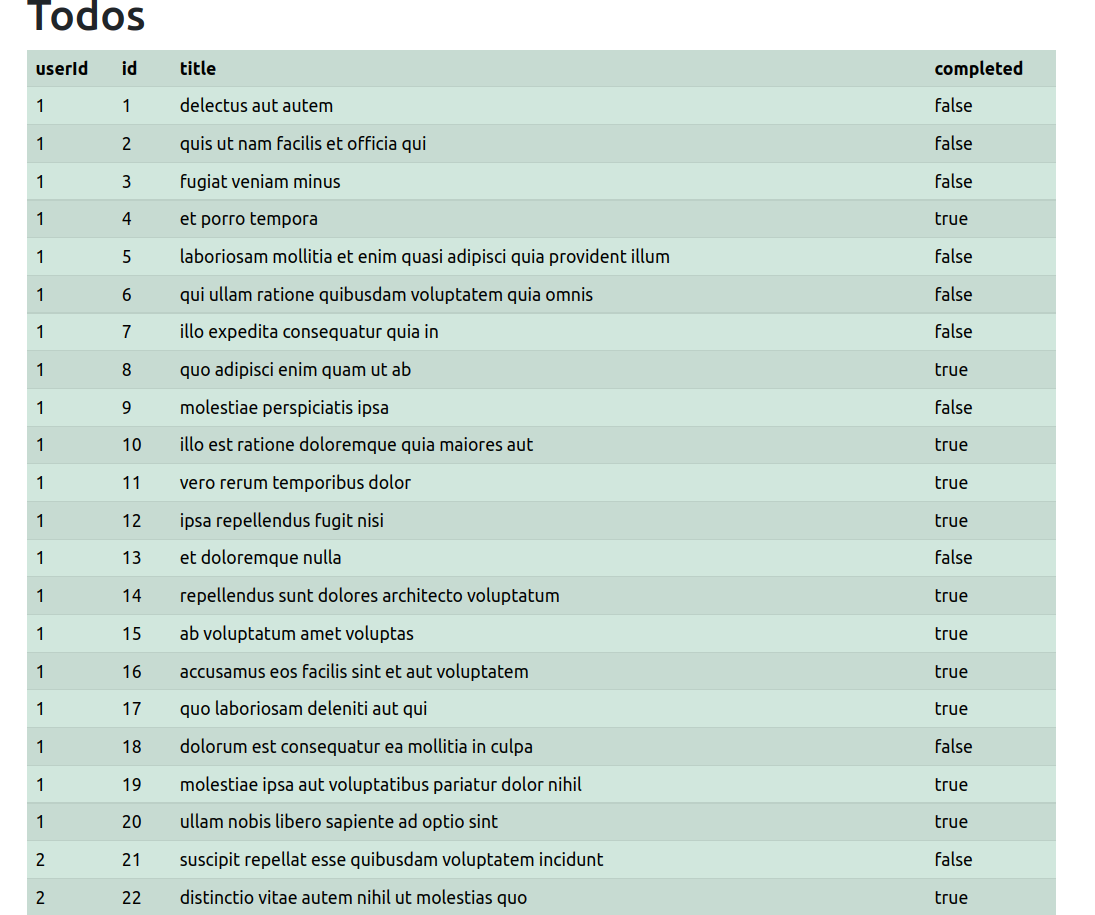 Todos
userId id title completed
1 1 delectus aut autem false
1 2 quis ut nam facilis et officia qui false
1 3 fugiat veniam minus false
1 4 et porro tempora true
1 5 laboriosam mollitia et enim quasi adipisci quia provident illum false
1 6 qui ullam ratione quibusdam voluptatem quia omnis false
1 7 illo expedita consequatur quia in false
1 8 quo adipisci enim quam ut ab true
1 9 molestiae perspiciatis ipsa false
1 10 illo est ratione doloremque quia maiores aut true
1 11 vero rerum temporibus dolor true
1 12 ipsa repellendus fugit nisi true
1 13 et doloremque nulla false
1 14 repellendus sunt dolores architecto voluptatum true
1 15 ab voluptatum amet voluptas true
1 16 accusamus eos facilis sint et aut voluptatem true
1 17 quo laboriosam deleniti aut qui true
1 18 dolorum est consequatur ea mollitia in culpa false
1 19 molestiae ipsa aut voluptatibus pariatur dolor nihil true
1 20 ullam nobis libero sapiente ad optio sint true
2 21 suscipit repellat esse quibusdam voluptatem incidunt false
2 22 distinctio vitae autem nihil ut molestias quo true